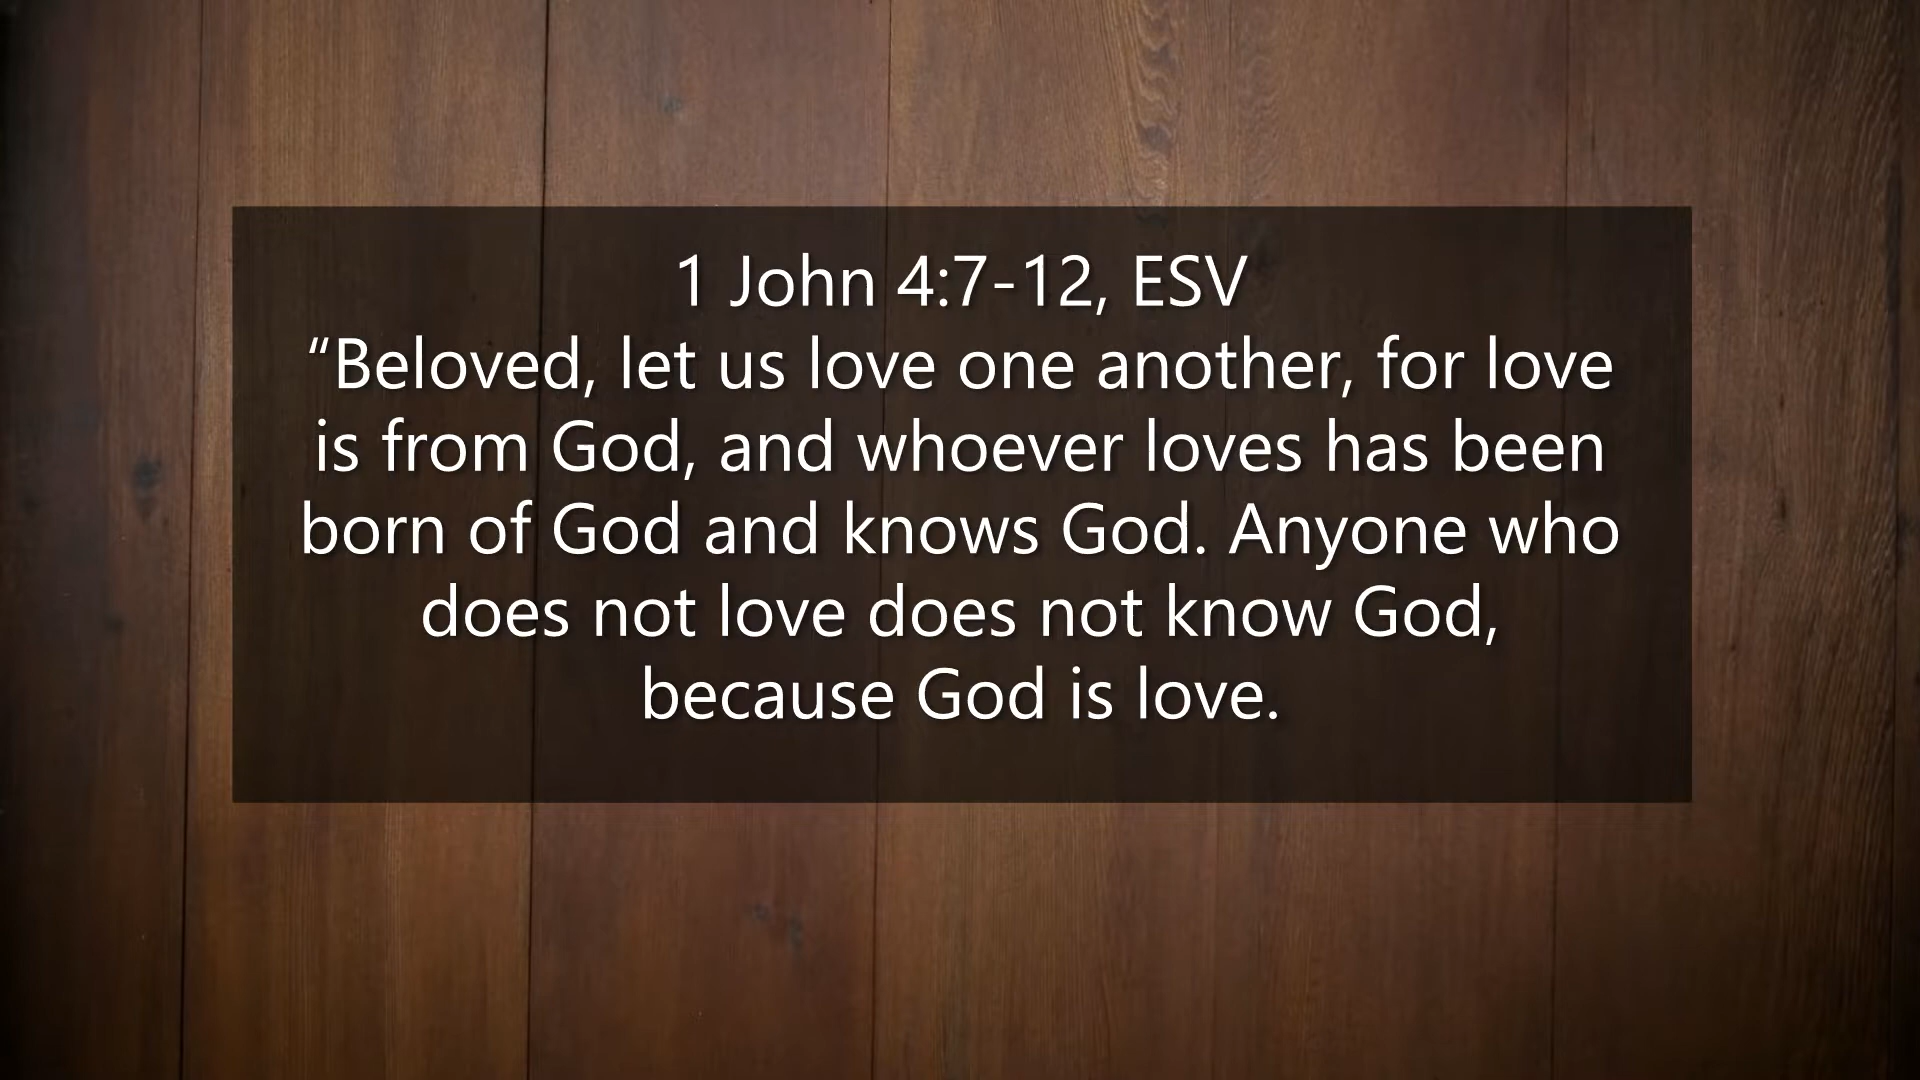 1 John 4:7-12, ESV
“Beloved, let us love one another, for love
is from God, and whoever loves has been
born of God and knows God. Anyone who
does not love does not know God,
because God is love.